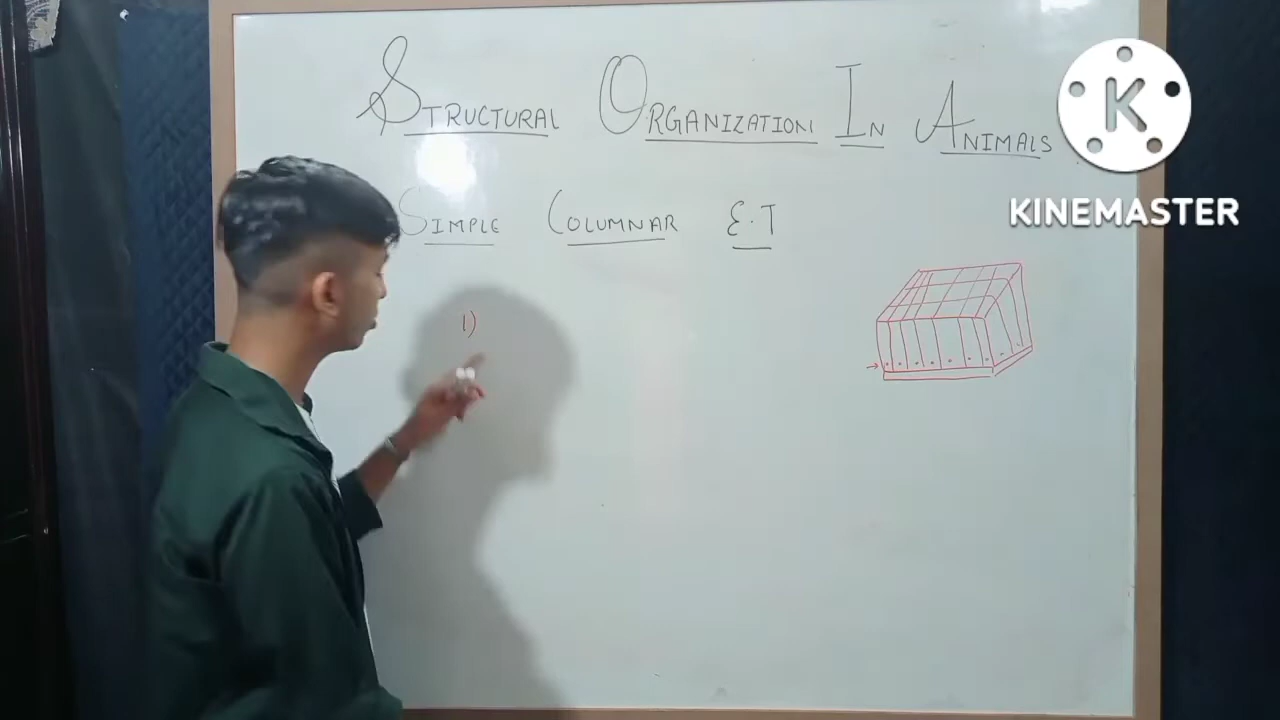 STRUCTURAL ORGANIZATION IN ANIMALS
KINEMASTER
SIMPLE COLUMNAR E.T
1)